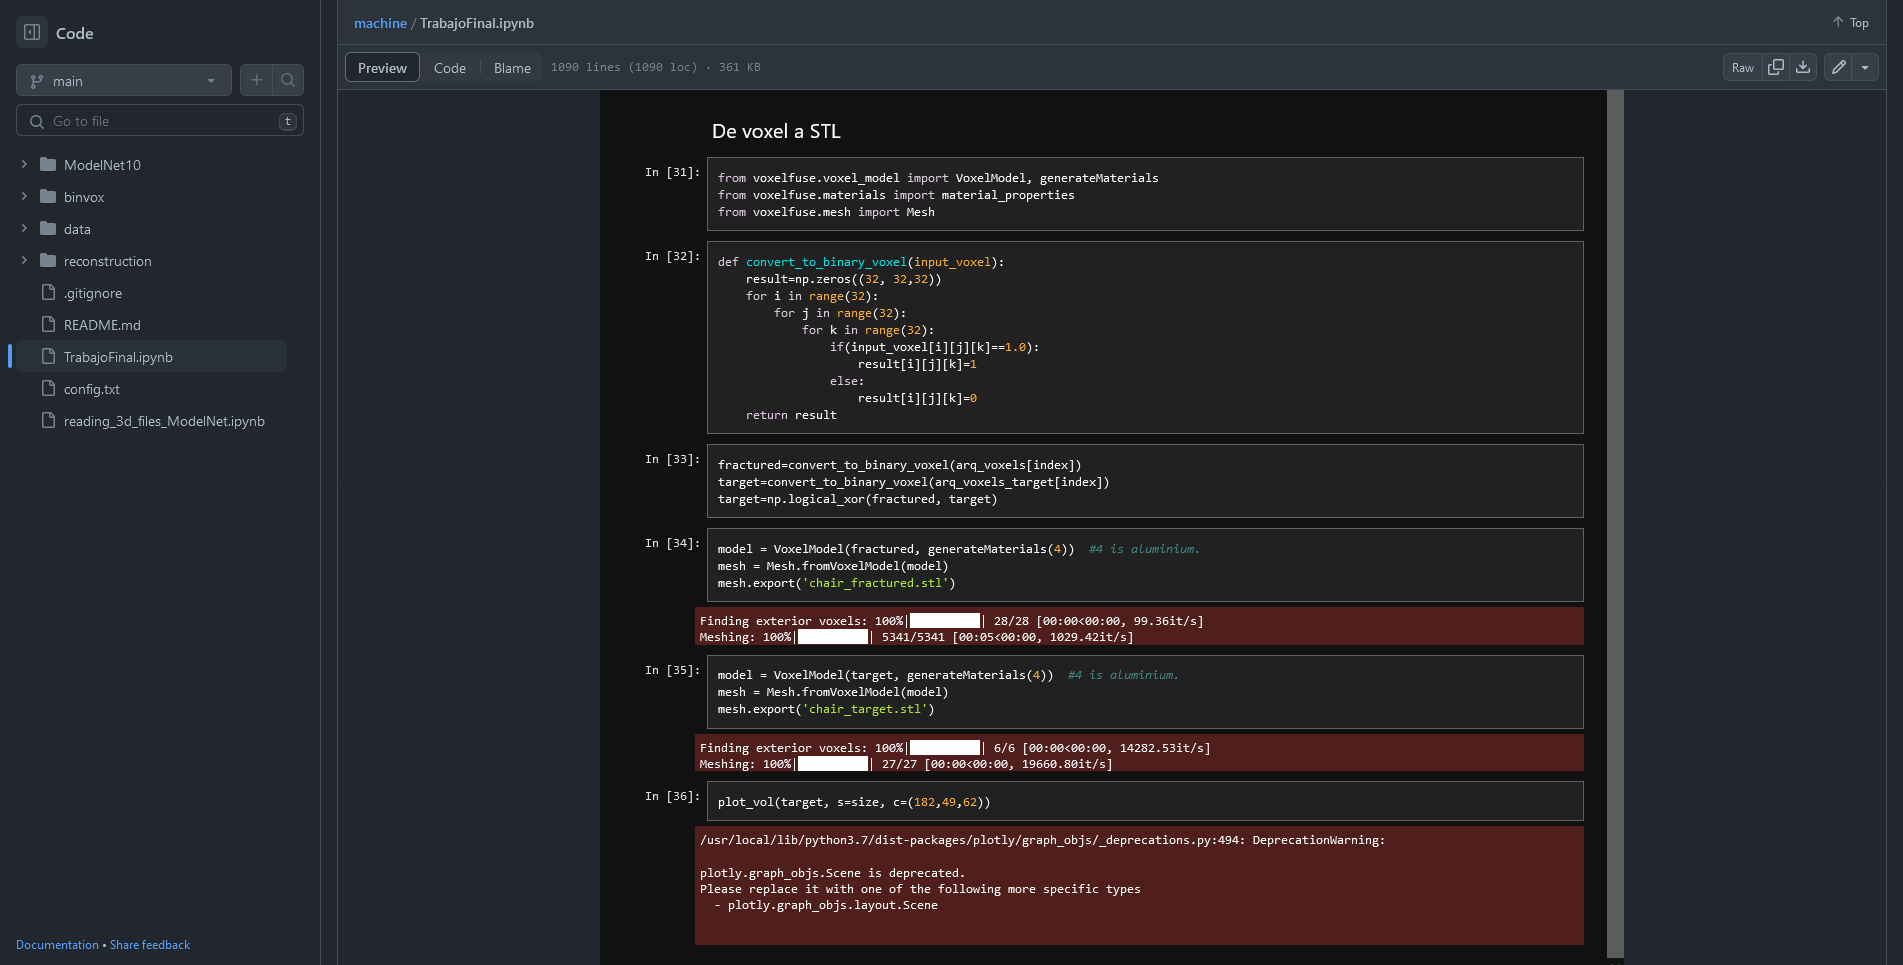 Code
main
Go to file
t
ModelNet10
binvox
data
reconstruction
.gitignore
README.md
TrabajoFinal.ipynb
config.txt
reading_3d_files_ModelNet.ipynb
Documentation • Share feedback
machine / TrabajoFinal.ipynb
Top
Preview Code Blame 1090 lines (1090 loc) · 361 KB
Raw
De voxel a STL
In [31]:
from voxelfuse.voxel_model import VoxelModel, generateMaterials
from voxelfuse.materials import material_properties
from voxelfuse.mesh import Mesh
In [32]:
def convert_to_binary_voxel(input_voxel):
    result=np.zeros((32, 32,32))
    for i in range(32):
        for j in range(32):
            for k in range(32):
                if(input_voxel[i][j][k]==1.0):
                    result[i][j][k]=1
                else:
                    result[i][j][k]=0
    return result
In [33]:
fractured=convert_to_binary_voxel(arq_voxels[index])
target=convert_to_binary_voxel(arq_voxels_target[index])
target=np.logical_xor(fractured, target)
In [34]:
model = VoxelModel(fractured, generateMaterials(4))  #4 is aluminium.
mesh = Mesh.fromVoxelModel(model)
mesh.export('chair_fractured.stl')
Finding exterior voxels: 100%|██████████| 28/28 [00:00<00:00, 99.36it/s]
Meshing: 100%|██████████| 5341/5341 [00:05<00:00, 1029.42it/s]
In [35]:
model = VoxelModel(target, generateMaterials(4))  #4 is aluminium.
mesh = Mesh.fromVoxelModel(model)
mesh.export('chair_target.stl')
Finding exterior voxels: 100%|██████████| 6/6 [00:00<00:00, 14282.53it/s]
Meshing: 100%|██████████| 27/27 [00:00<00:00, 19660.80it/s]
In [36]:
plot_vol(target, s=size, c=(182,49,62))
/usr/local/lib/python3.7/dist-packages/plotly/graph_objs/_deprecations.py:494: DeprecationWarning:
plotly.graph_objs.Scene is deprecated.
Please replace it with one of the following more specific types
  - plotly.graph_objs.layout.Scene